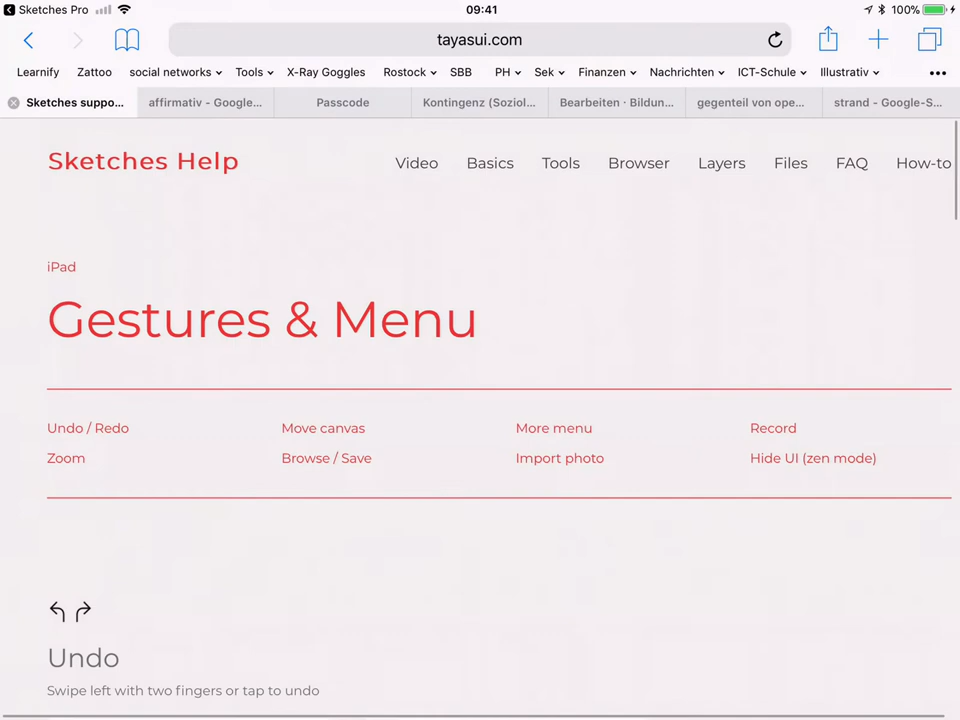 Sketches Pro 09:41 100%
tayasui.com
Learnify Zattoo social networks Tools X-Ray Goggles Rostock SBB PH Sek Finanzen Nachrichten ICT-Schule Illustrativ
Sketches suppo... affirmativ - Google... Passcode Kontingenz (Soziol... Bearbeiten · Bildun... gegenteil von ope... strand - Google-S...
Sketches Help Video Basics Tools Browser Layers Files FAQ How-to
iPad
Gestures & Menu
Undo / Redo Move canvas More menu Record
Zoom Browse / Save Import photo Hide UI (zen mode)
Undo
Swipe left with two fingers or tap to undo